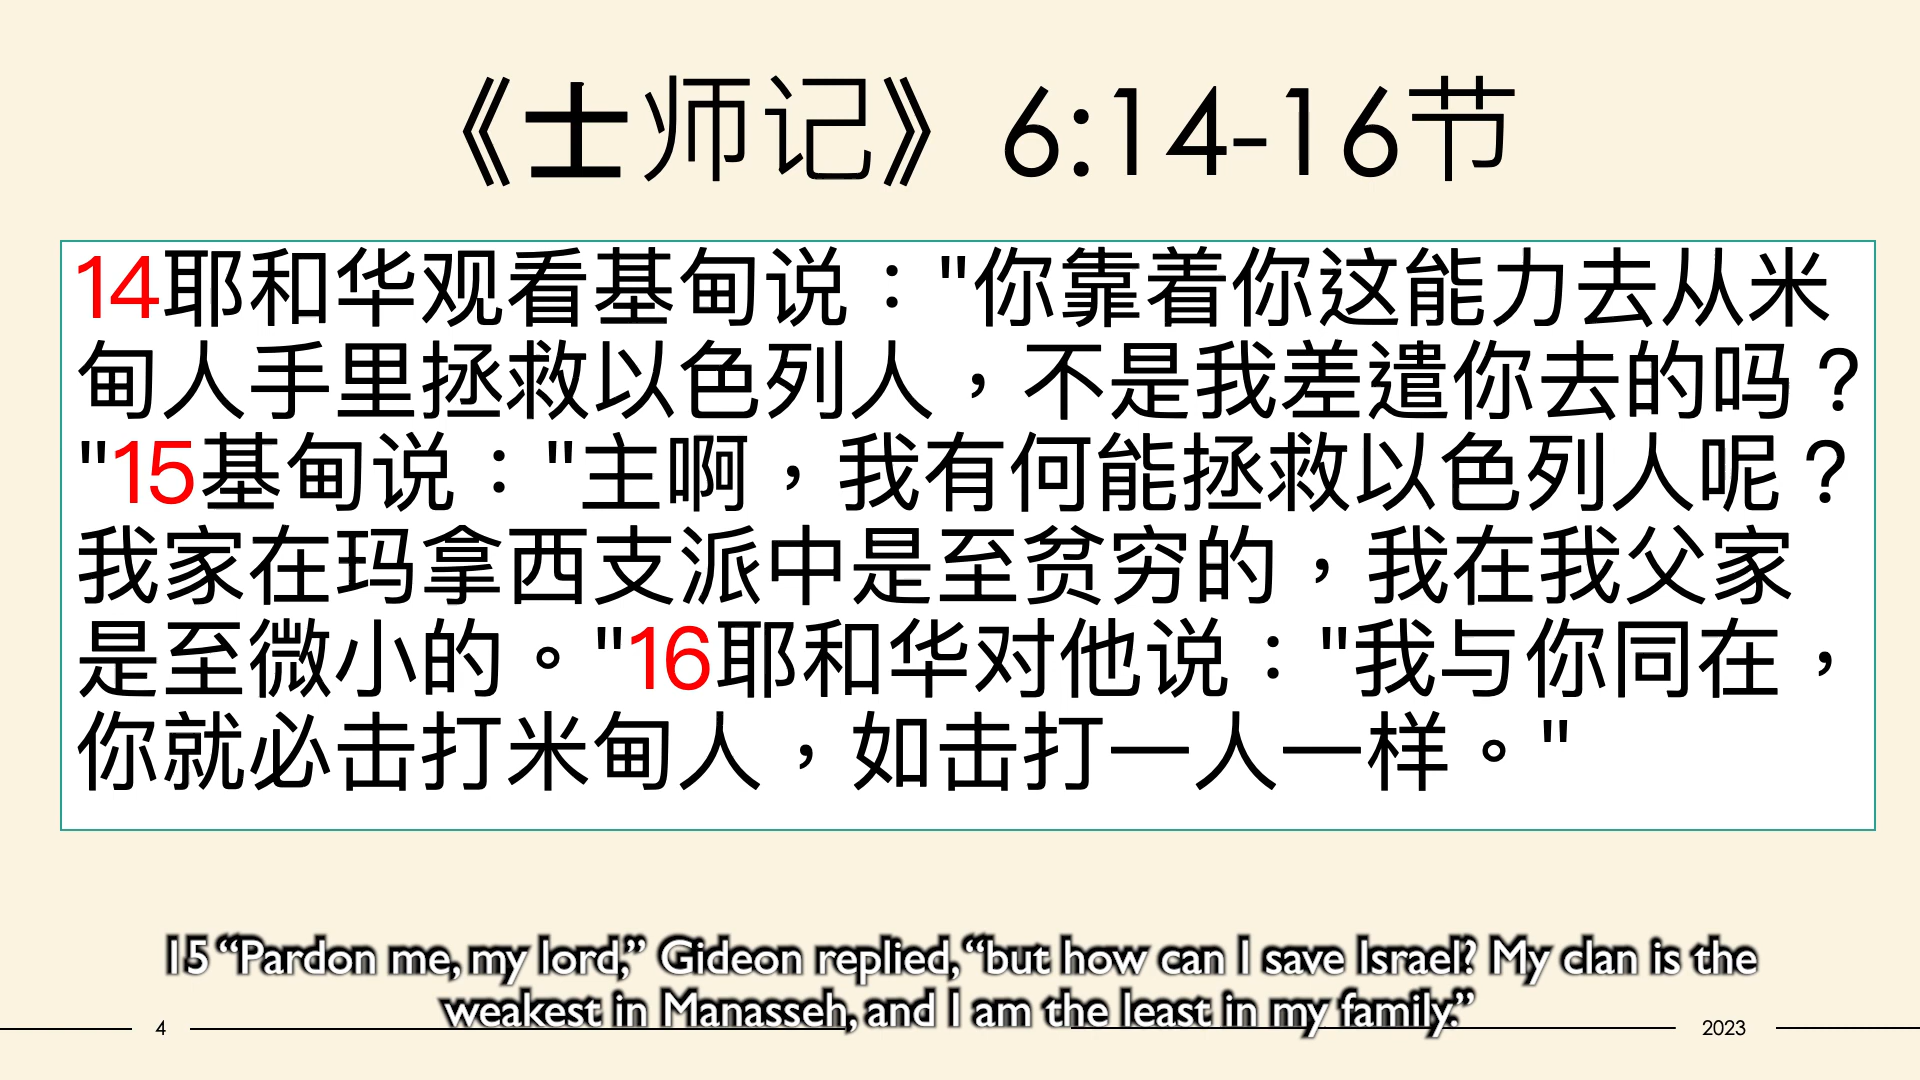 《士师记》6:14-16节
14耶和华观看基甸说："你靠着你这能力去从米
甸人手里拯救以色列人，不是我差遣你去的吗？
"15基甸说："主啊，我有何能拯救以色列人呢？
我家在玛拿西支派中是至贫穷的，我在我父家
是至微小的。"16耶和华对他说："我与你同在，
你就必击打米甸人，如击打一人一样。"
15 “Pardon me, my lord,” Gideon replied, “but how can I save Israel? My clan is the
weakest in Manasseh, and I am the least in my family.”
4
2023